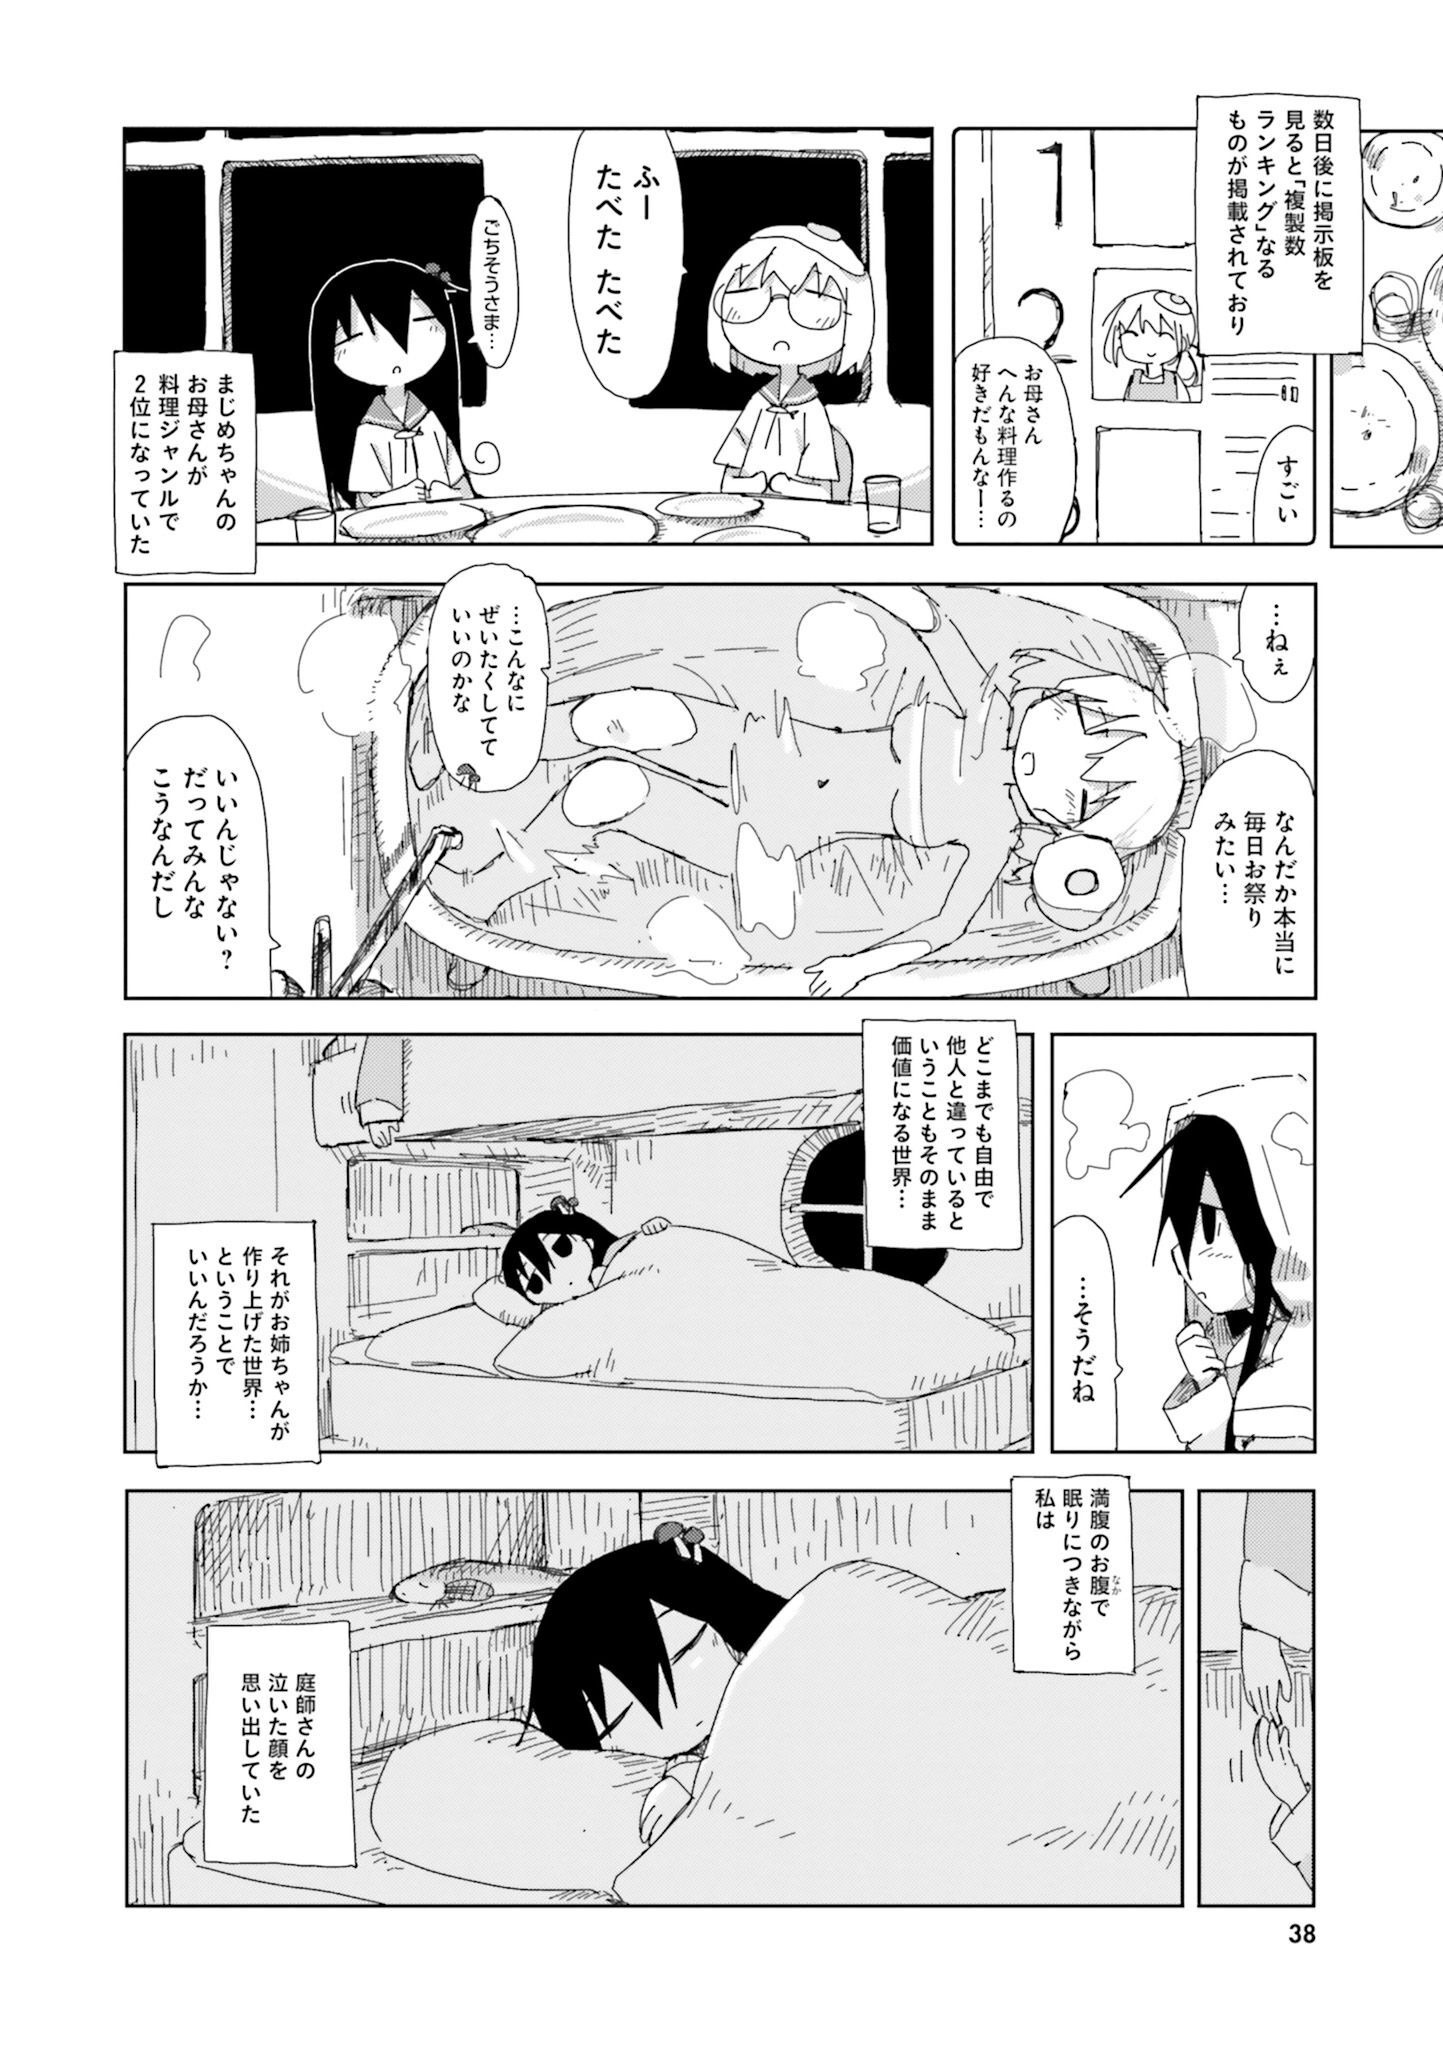 数日後に掲示板を
見ると「複製数
ランキング」なる
ものが掲載されており
1
2
すごい
お母さん
へんな料理作るの
好きだもんなー…
ふー
たべた たべた
ごちそうさま…
まじめちゃんの
お母さんが
料理ジャンルで
2位になっていた
…ねぇ
なんだか本当に
毎日お祭り
みたい…
…こんなに
ぜいたくしてて
いいのかな
いいんじゃない?
だってみんな
こうなんだし
…そうだね
どこまでも自由で
他人と違っていると
いうこともそのまま
価値になる世界…
それがお姉ちゃんが
作り上げた世界…
ということで
いいんだろうか…
満腹のお腹で
なか
眠りにつきながら
私は
庭師さんの
泣いた顔を
思い出していた
38